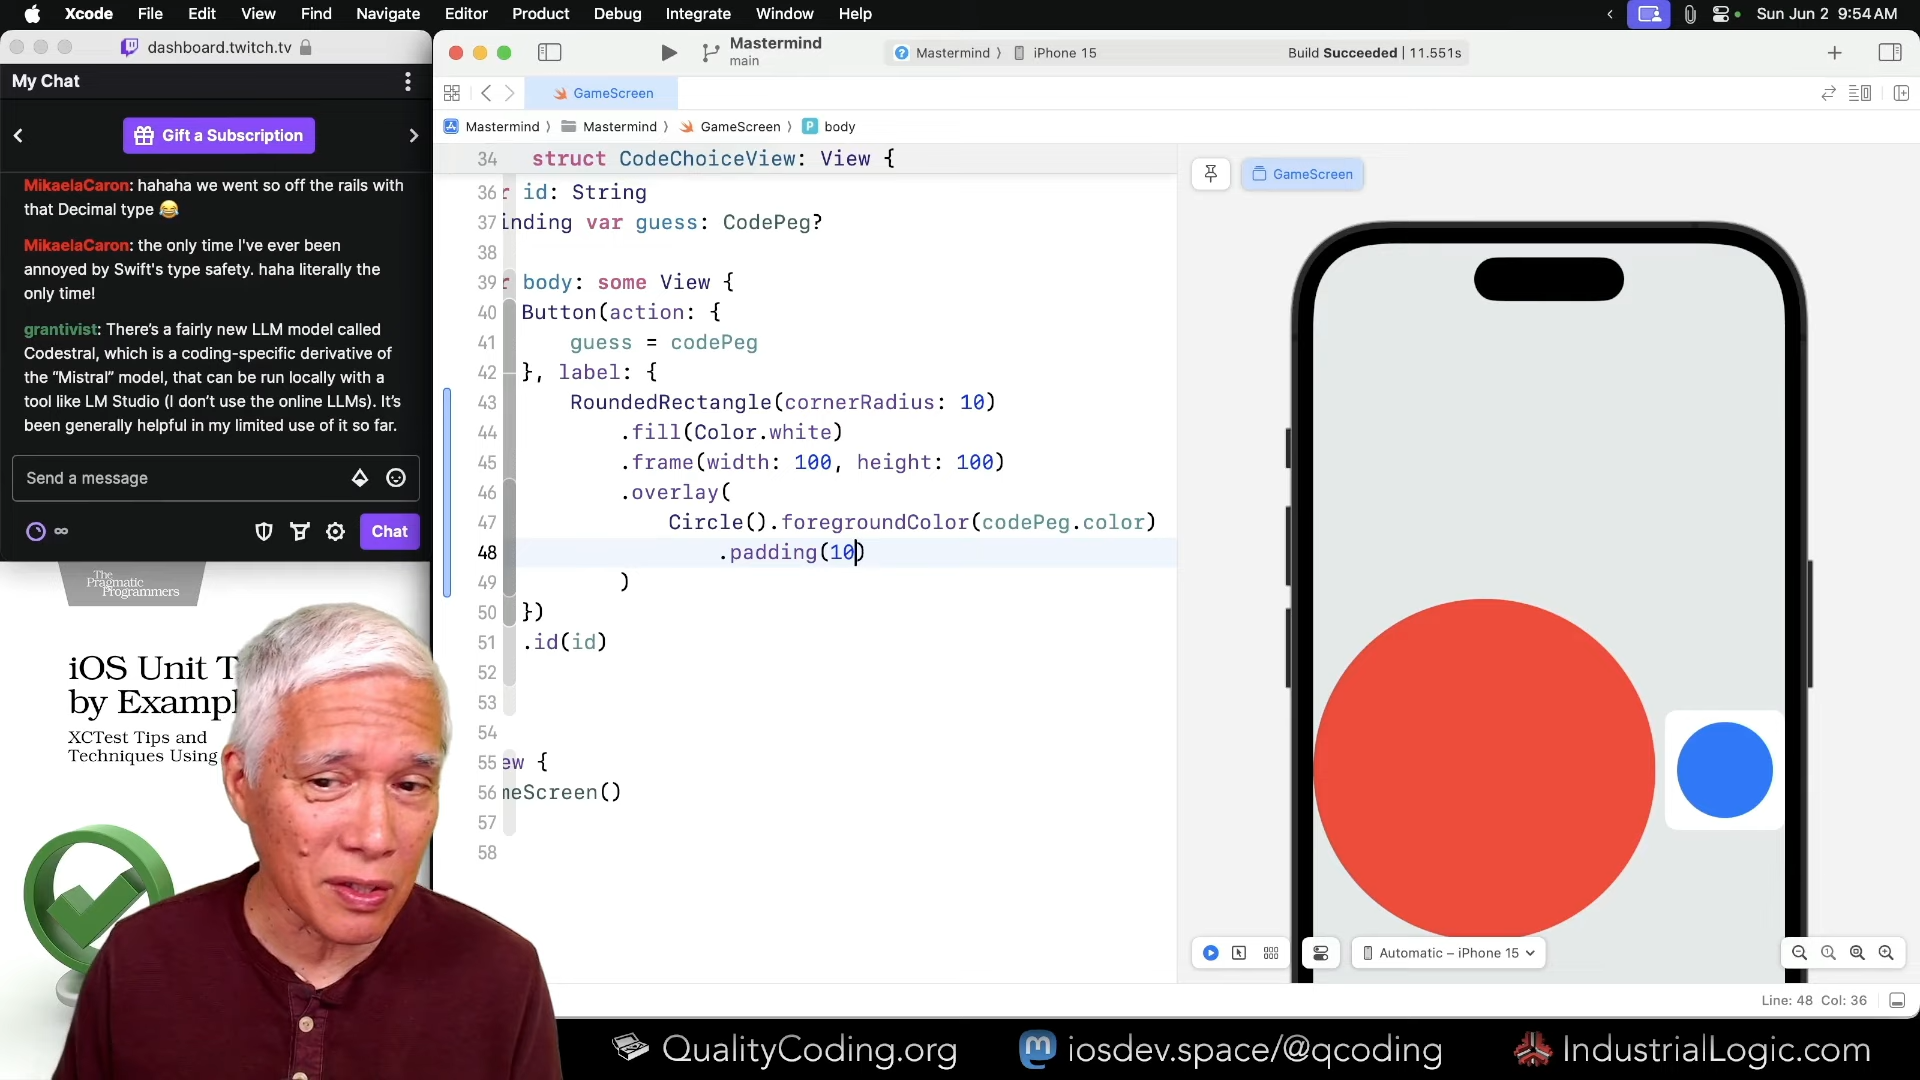 Xcode File Edit View Find Navigate Editor Product Debug Integrate Window Help
Sun Jun 2 9:54 AM
dashboard.twitch.tv
My Chat
Gift a Subscription
MikaelaCaron: hahaha we went so off the rails with
that Decimal type 😂
MikaelaCaron: the only time I've ever been
annoyed by Swift's type safety. haha literally the
only time!
grantivist: There's a fairly new LLM model called
Codestral, which is a coding-specific derivative of
the "Mistral" model, that can be run locally with a
tool like LM Studio (I don't use the online LLMs). It's
been generally helpful in my limited use of it so far.
Send a message
∞
Chat
The
Pragmatic
Programmers
iOS Unit T
by Exampl
XCTest Tips and
Techniques Using
Mastermind
main
Mastermind 〉 iPhone 15
Build Succeeded | 11.551s
GameScreen
Mastermind 〉 Mastermind 〉 GameScreen 〉 P body
34 struct CodeChoiceView: View {
36 r id: String
37 inding var guess: CodePeg?
38
39 r body: some View {
40 Button(action: {
41 guess = codePeg
42 }, label: {
43 RoundedRectangle(cornerRadius: 10)
44 .fill(Color.white)
45 .frame(width: 100, height: 100)
46 .overlay(
47 Circle().foregroundColor(codePeg.color)
48 .padding(10)
49 )
50 })
51 .id(id)
52
53
54
55 ew {
56 meScreen()
57
58
GameScreen
Automatic – iPhone 15
Line: 48 Col: 36
QualityCoding.org
iosdev.space/@qcoding
IndustrialLogic.com